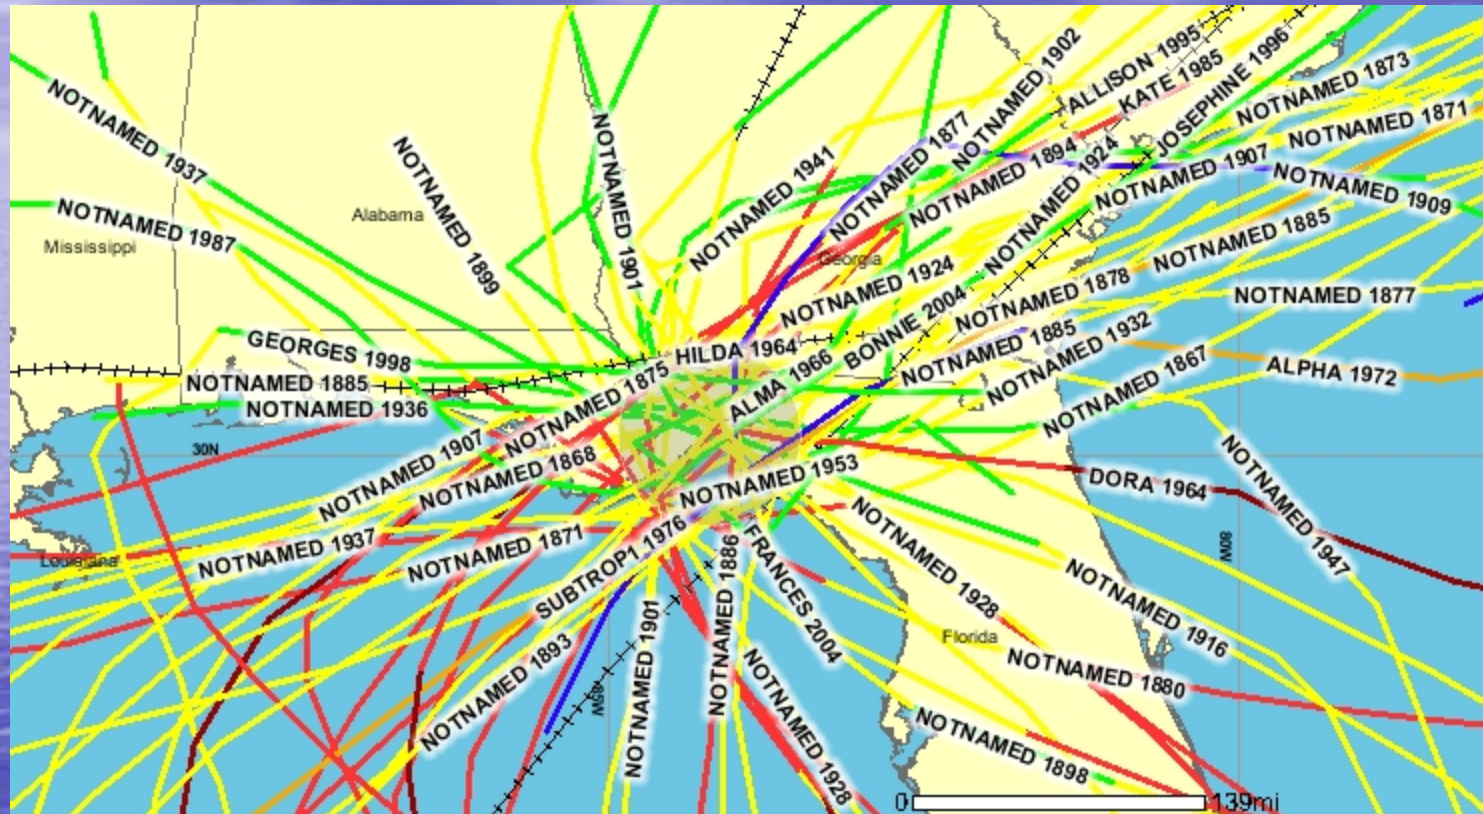 NOTNAMED 1902
ALLISON 1995
KATE 1985
JOSEPHINE 1996
NOTNAMED 1873
NOTNAMED 1871
NOTNAMED 1937
NOTNAMED 1899
NOTNAMED 1901
NOTNAMED 1941
NOTNAMED 1877
NOTNAMED 1894
NOTNAMED 1924
NOTNAMED 1907
NOTNAMED 1909
Alabama
NOTNAMED 1987
Mississippi
Georgia
NOTNAMED 1885
NOTNAMED 1924
BONNIE 2004
NOTNAMED 1878
NOTNAMED 1877
GEORGES 1998
HILDA 1964
ALMA 1966
NOTNAMED 1885
NOTNAMED 1932
NOTNAMED 1867
ALPHA 1972
NOTNAMED 1885
NOTNAMED 1936
NOTNAMED 1875
30N
NOTNAMED 1907
NOTNAMED 1868
NOTNAMED 1953
DORA 1964
NOTNAMED 1947
80W
Louisiana
NOTNAMED 1937
NOTNAMED 1871
SUBTROP1 1976
NOTNAMED 1886
FRANCES 2004
NOTNAMED 1928
NOTNAMED 1916
Florida
NOTNAMED 1893
85W
NOTNAMED 1901
NOTNAMED 1928
NOTNAMED 1880
NOTNAMED 1898
0 139mi